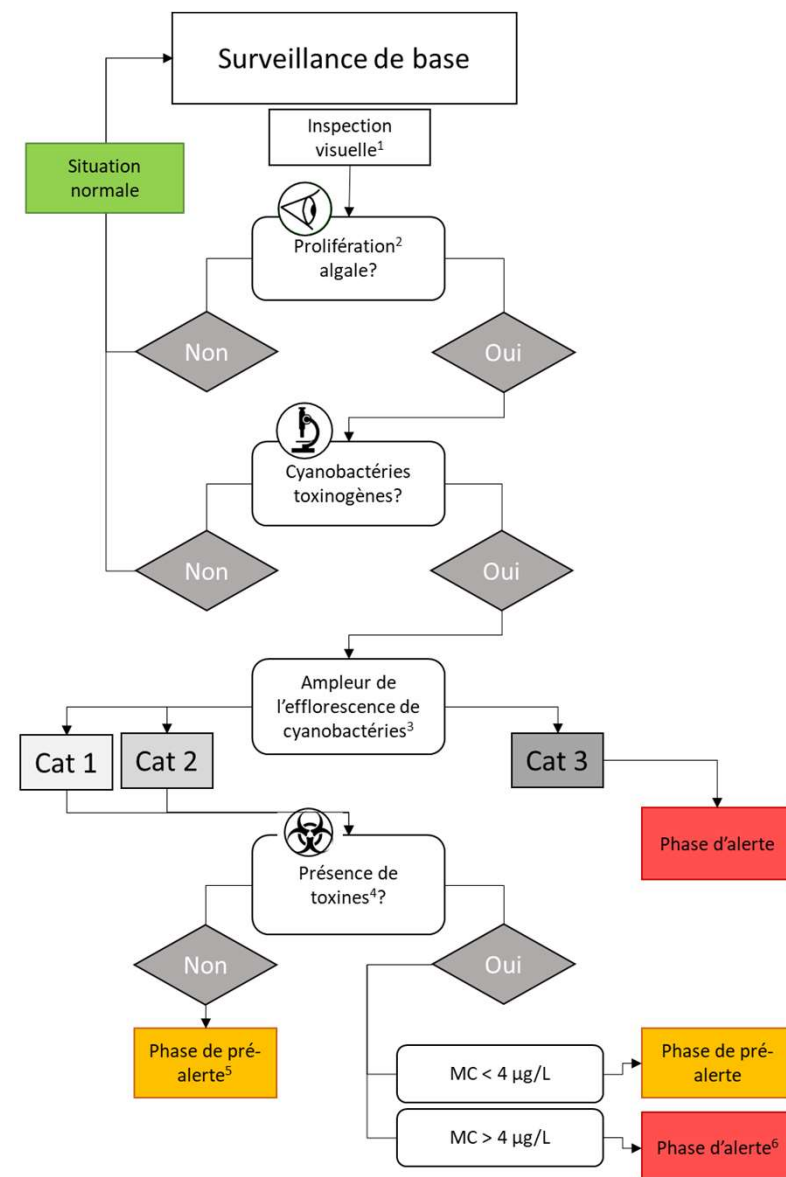 Surveillance de base
Inspection
visuelle1
Situation
normale
Prolifération2
algale?
Non
Oui
Cyanobactéries
toxinogènes?
Non
Oui
Ampleur de
l'efflorescence de
cyanobactéries3
Cat 1
Cat 2
Cat 3
Phase d'alerte
Présence de
toxines4?
Non
Oui
Phase de pré-
alerte5
MC < 4 µg/L
Phase de pré-
alerte
MC > 4 µg/L
Phase d'alerte6